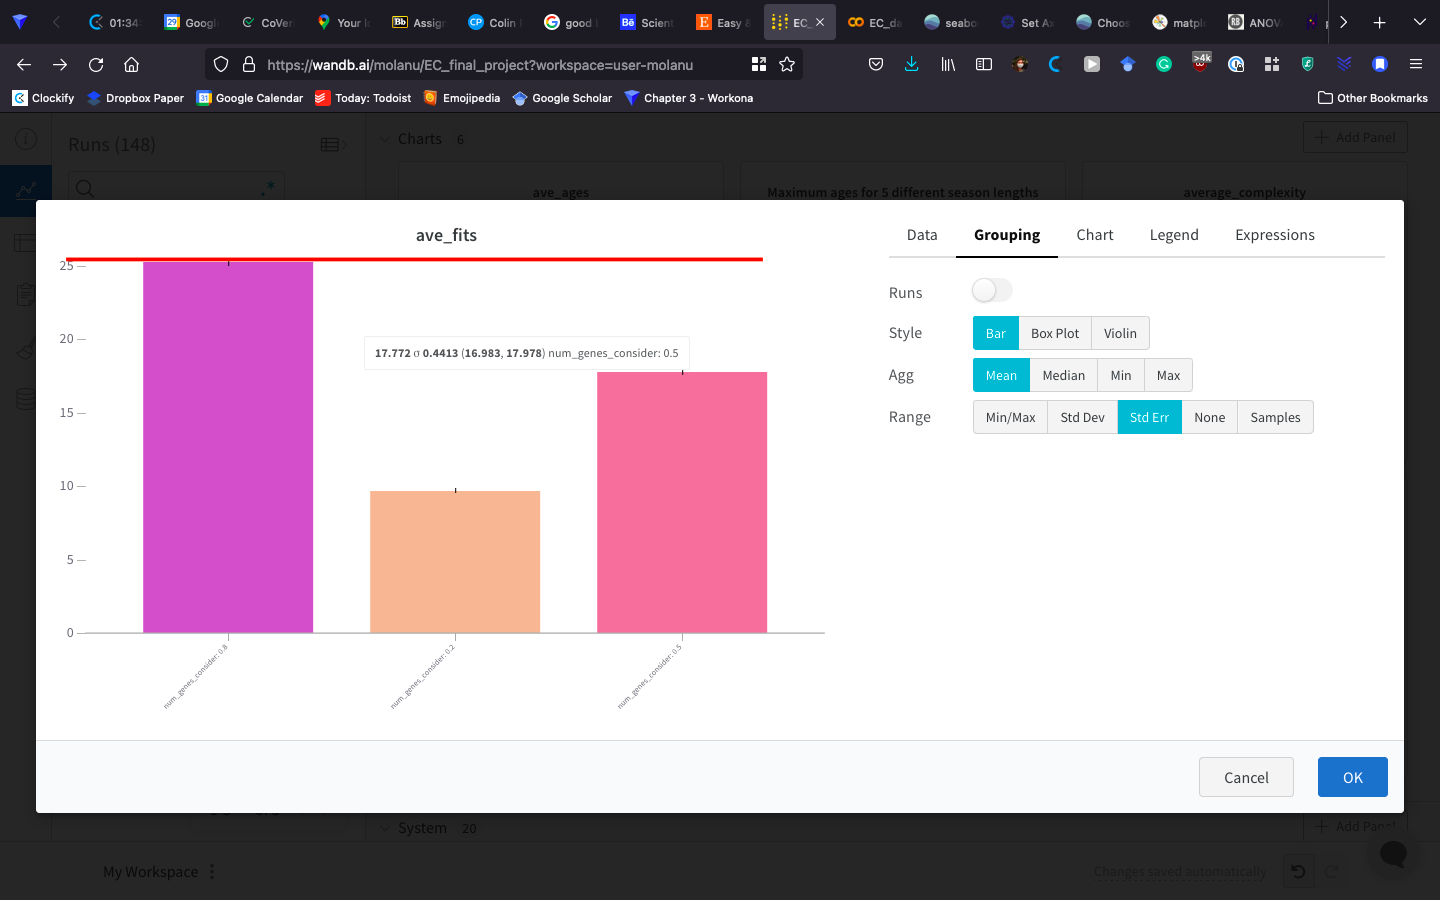 01:34
Google
CoVeri
Your l
Assign
Colin
good
Scient
Easy &
EC_
EC_da
seabo
Set Ax
Choos
matpl
ANOV
https://wandb.ai/molanu/EC_final_project?workspace=user-molanu
>4k
Clockify
Dropbox Paper
Google Calendar
Today: Todoist
Emojipedia
Google Scholar
Chapter 3 - Workona
Other Bookmarks
Runs (148)
Charts 6
Add Panel
.*
ave_ages
Maximum ages for 5 different season lengths
average_complexity
ave_fits
25
20
15
10
5
0
17.772 σ 0.4413 (16.983, 17.978) num_genes_consider: 0.5
num_genes_consider: 0.8
num_genes_consider: 0.2
num_genes_consider: 0.5
Data
Grouping
Chart
Legend
Expressions
Runs
Style
Bar
Box Plot
Violin
Agg
Mean
Median
Min
Max
Range
Min/Max
Std Dev
Std Err
None
Samples
Cancel
OK
System 20
Add Panel
My Workspace
Changes saved automatically